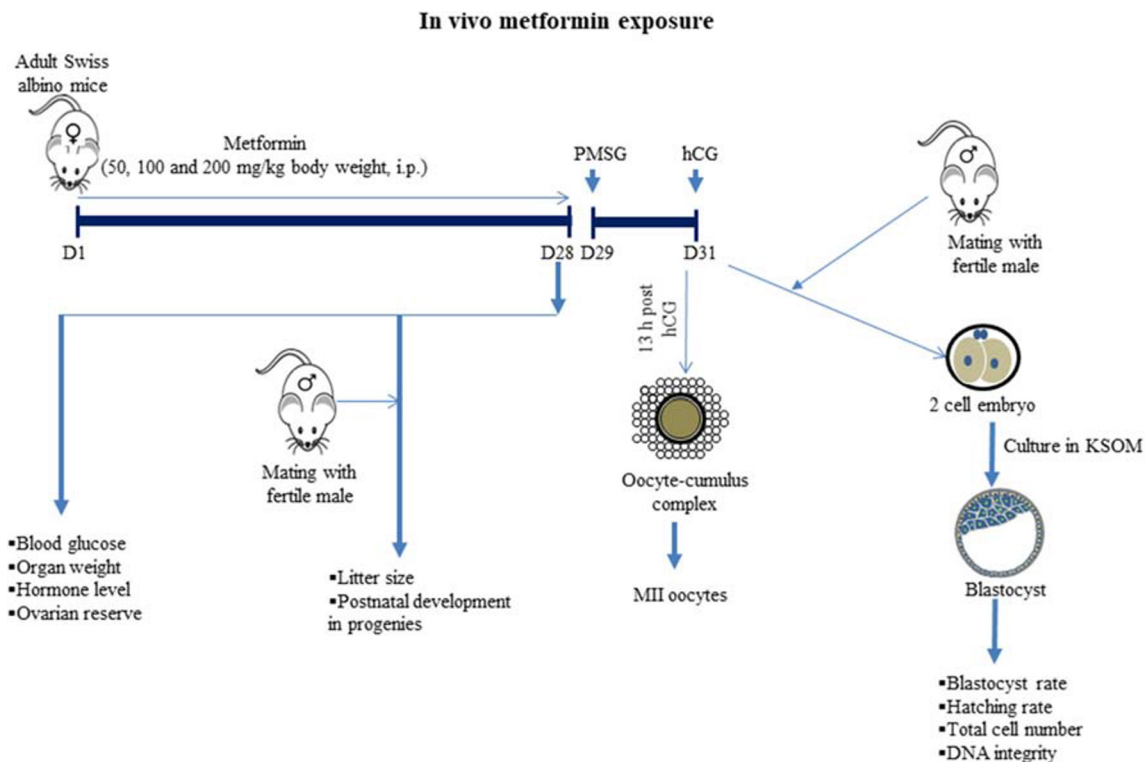 In vivo metformin exposure
Adult Swiss
albino mice
♀
Metformin
(50, 100 and 200 mg/kg body weight, i.p.)
PMSG
hCG
♂
Mating with
fertile male
D1
D28
D29
D31
13 h post
hCG
♂
Mating with
fertile male
2 cell embryo
Culture in KSOM
Oocyte-cumulus
complex
Blastocyst
▪Blood glucose
▪Organ weight
▪Hormone level
▪Ovarian reserve
▪Litter size
▪Postnatal development
in progenies
MII oocytes
▪Blastocyst rate
▪Hatching rate
▪Total cell number
▪DNA integrity